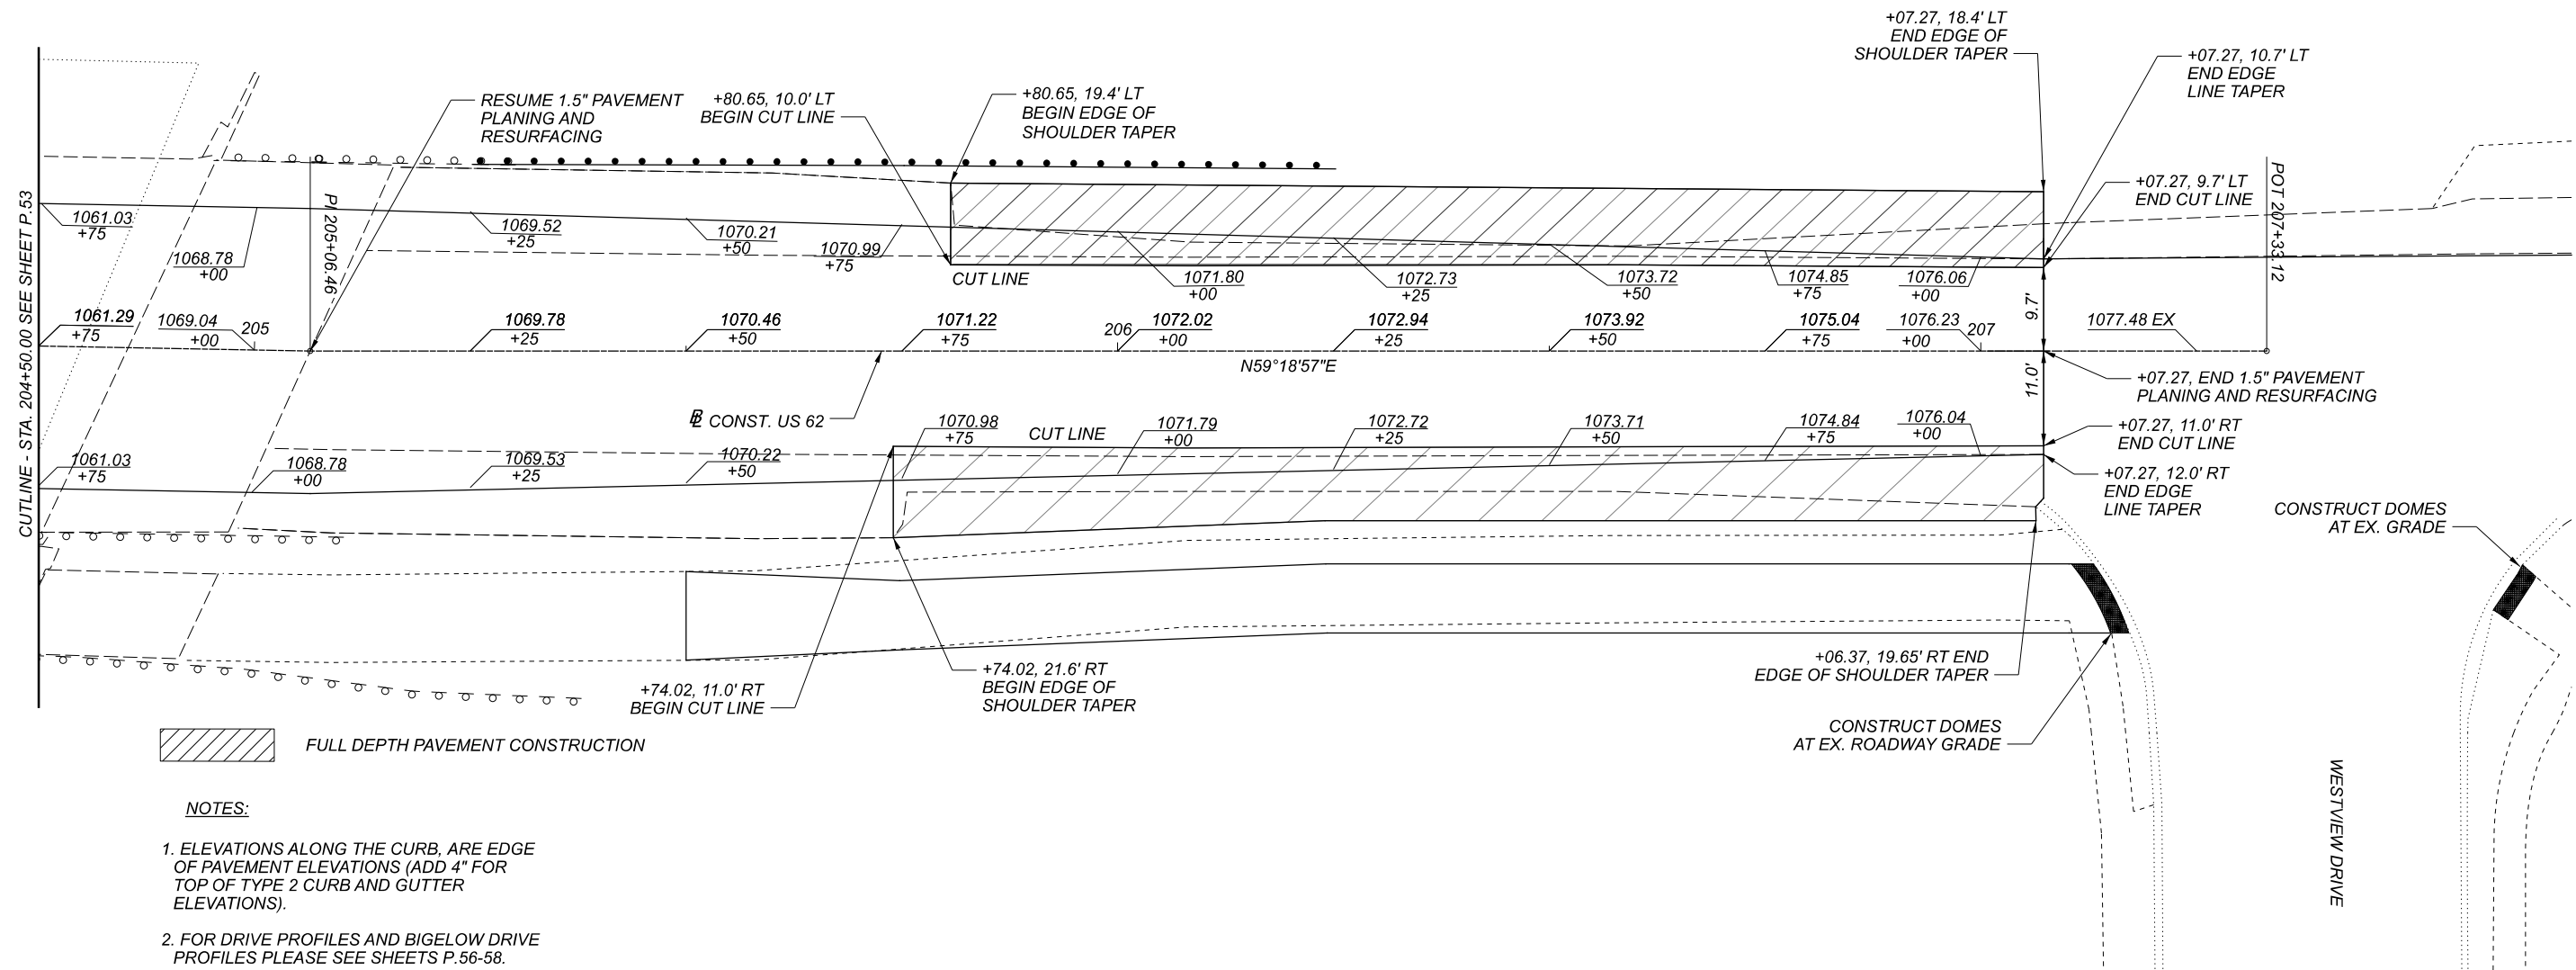 +07.27, 18.4' LT
END EDGE OF
SHOULDER TAPER
+07.27, 10.7' LT
END EDGE
LINE TAPER
RESUME 1.5" PAVEMENT
PLANING AND
RESURFACING
+80.65, 10.0' LT
BEGIN CUT LINE
+80.65, 19.4' LT
BEGIN EDGE OF
SHOULDER TAPER
+07.27, 9.7' LT
END CUT LINE
CUTLINE - STA. 204+50.00 SEE SHEET P.53
PI 205+06.46
POT 207+33.12
1061.03
+75
1068.78
+00
1069.52
+25
1070.21
+50
1070.99
+75
CUT LINE
1071.80
+00
1072.73
+25
1073.72
+50
1074.85
+75
1076.06
+00
9.7'
1061.29
+75
1069.04
+00
205
1069.78
+25
1070.46
+50
1071.22
+75
206
1072.02
+00
1072.94
+25
1073.92
+50
1075.04
+75
1076.23
+00
207
1077.48 EX
N59°18'57"E
11.0'
+07.27, END 1.5" PAVEMENT
PLANING AND RESURFACING
BL CONST. US 62
1061.03
+75
1068.78
+00
1069.53
+25
1070.22
+50
1070.98
+75
CUT LINE
1071.79
+00
1072.72
+25
1073.71
+50
1074.84
+75
1076.04
+00
+07.27, 11.0' RT
END CUT LINE
+07.27, 12.0' RT
END EDGE
LINE TAPER
CONSTRUCT DOMES
AT EX. GRADE
+74.02, 11.0' RT
BEGIN CUT LINE
+74.02, 21.6' RT
BEGIN EDGE OF
SHOULDER TAPER
+06.37, 19.65' RT END
EDGE OF SHOULDER TAPER
CONSTRUCT DOMES
AT EX. ROADWAY GRADE
WESTVIEW DRIVE
FULL DEPTH PAVEMENT CONSTRUCTION
NOTES:
1. ELEVATIONS ALONG THE CURB, ARE EDGE
OF PAVEMENT ELEVATIONS (ADD 4" FOR
TOP OF TYPE 2 CURB AND GUTTER
ELEVATIONS).
2. FOR DRIVE PROFILES AND BIGELOW DRIVE
PROFILES PLEASE SEE SHEETS P.56-58.